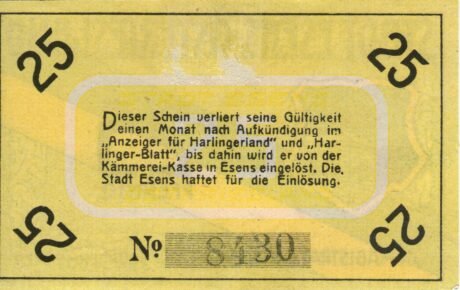 25 25
Dieser Schein verliert seine Gültigkeit
einen Monat nach Aufkündigung im
„Anzeiger für Harlingerland" und „Har-
linger-Blatt", bis dahin wird er von der
Kämmerei-Kasse in Esens eingelöst. Die
Stadt Esens haftet für die Einlösung.
25 25
No 8430